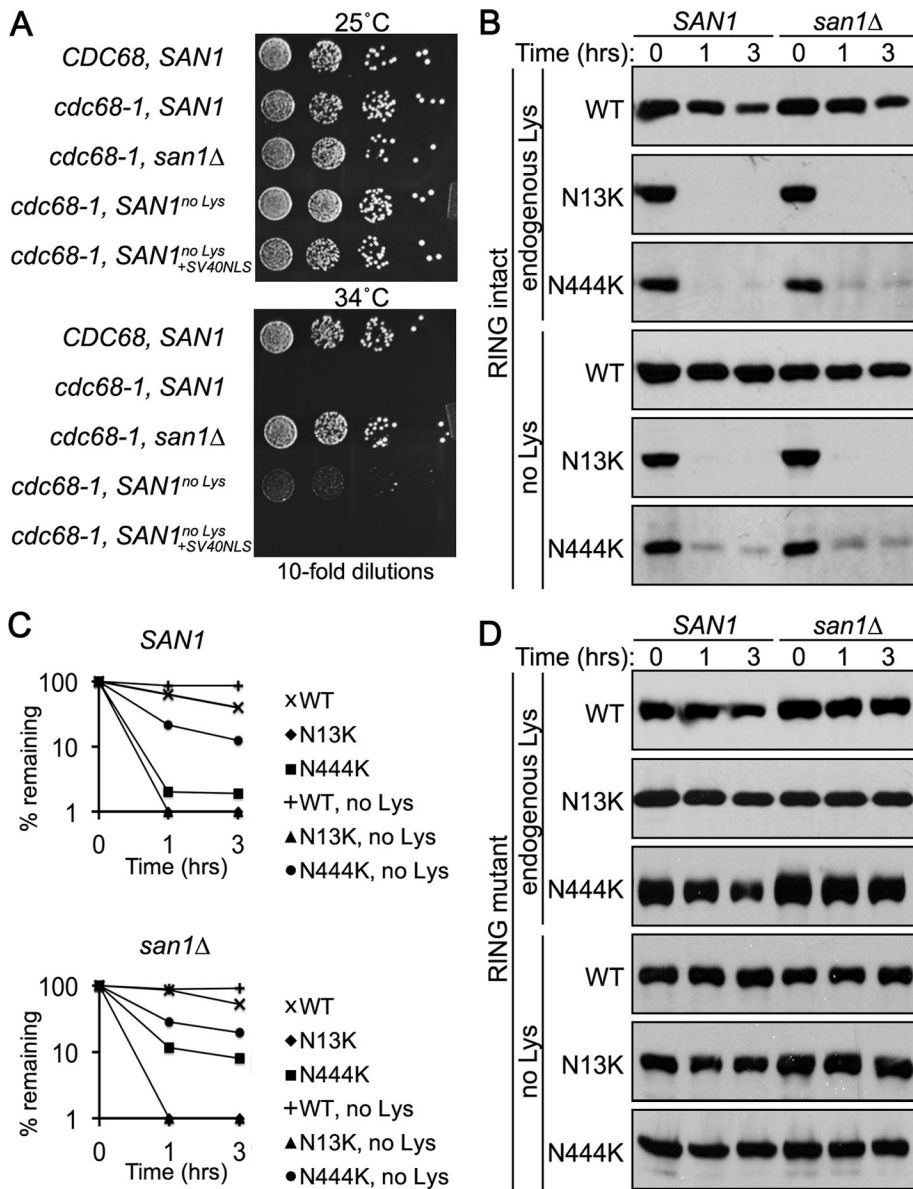 A
25°C
CDC68, SAN1
cdc68-1, SAN1
cdc68-1, san1Δ
cdc68-1, SAN1no Lys
cdc68-1, SAN1no Lys+SV40NLS
34°C
CDC68, SAN1
cdc68-1, SAN1
cdc68-1, san1Δ
cdc68-1, SAN1no Lys
cdc68-1, SAN1no Lys+SV40NLS
10-fold dilutions
B
SAN1 san1Δ
Time (hrs): 0 1 3 0 1 3
RING intact
endogenous Lys
WT
N13K
N444K
no Lys
WT
N13K
N444K
C
SAN1
% remaining
100
10
1
0 1 3
Time (hrs)
WT
N13K
N444K
WT, no Lys
N13K, no Lys
N444K, no Lys
san1Δ
% remaining
100
10
1
0 1 3
Time (hrs)
WT
N13K
N444K
WT, no Lys
N13K, no Lys
N444K, no Lys
D
SAN1 san1Δ
Time (hrs): 0 1 3 0 1 3
RING mutant
endogenous Lys
WT
N13K
N444K
no Lys
WT
N13K
N444K